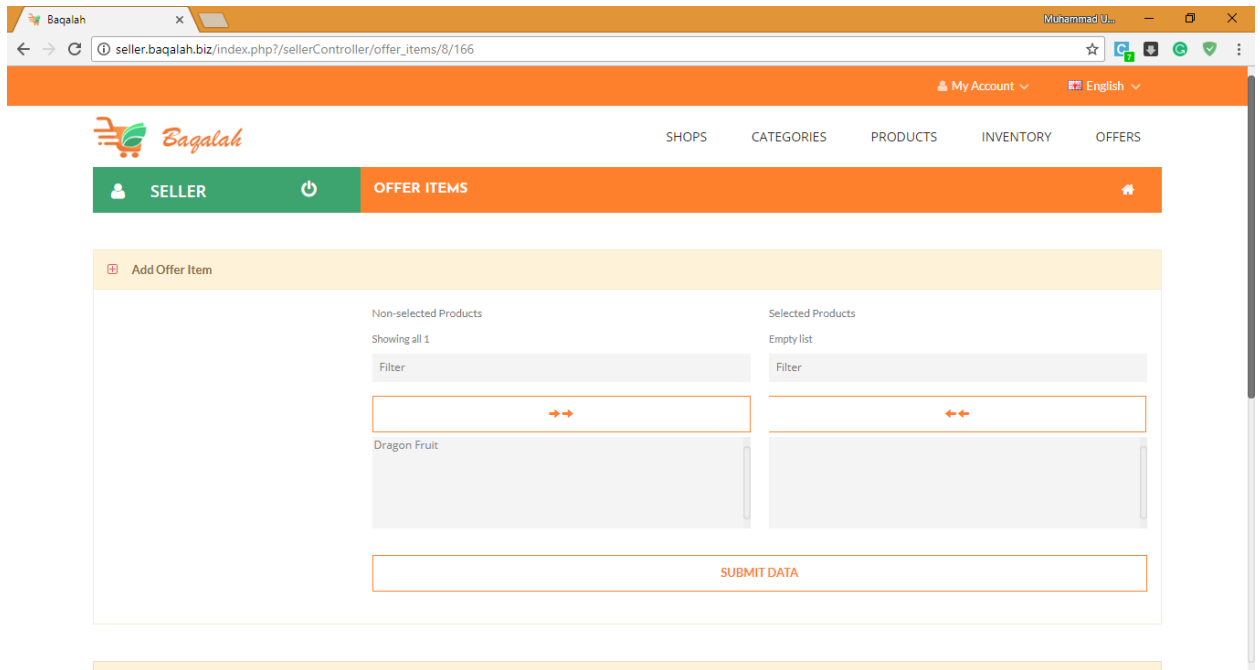 Baqalah
Muhammad U...
seller.baqalah.biz/index.php?/sellerController/offer_items/8/166
7
My Account
English
Baqalah
SHOPS CATEGORIES PRODUCTS INVENTORY OFFERS
SELLER
OFFER ITEMS
Add Offer Item
Non-selected Products Selected Products
Showing all 1 Empty list
Filter Filter
Dragon Fruit
SUBMIT DATA